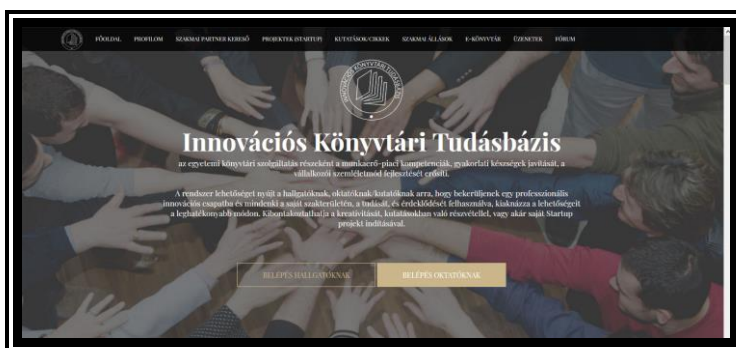 FŐOLDAL PROFILOM SZAKMAI PARTNER KERESŐ PROJEKTEK (STARTUP) KUTATÁSOK/CIKKEK SZAKMAI ÁLLÁSOK E-KÖNYVTÁR ÜZENETEK FÓRUM
INNOVÁCIÓS KÖNYVTÁRI TUDÁSBÁZIS
Innovációs Könyvtári Tudásbázis
az egyetemi könyvtári szolgáltatás részeként a munkaerő-piaci kompetenciák, gyakorlati készségek javítását, a
vállalkozói szemléletmód fejlesztését erősíti.
A rendszer lehetőséget nyújt a hallgatóknak, oktatóknak/kutatóknak arra, hogy bekerüljenek egy professzionális
innovációs csapatba és mindenki a saját szakterületén, a tudását, és érdeklődését felhasználva, kiaknázza a lehetőségeit
a leghatékonyabb módon. Kibontakoztathatja a kreativitását, kutatásokban való részvétellel, vagy akár saját Startup
projekt indításával.
BELÉPÉS HALLGATÓKNAK BELÉPÉS OKTATÓKNAK